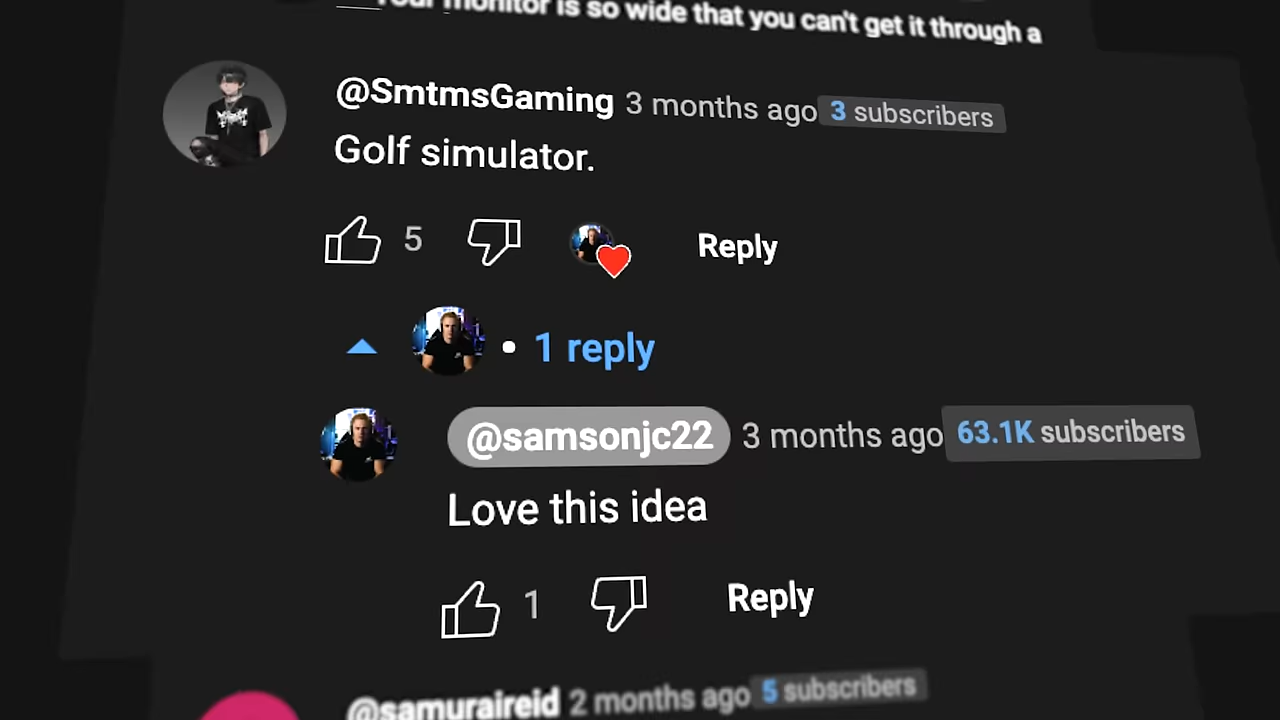 Your monitor is so wide that you can't get it through a
@SmtmsGaming 3 months ago 3 subscribers
Golf simulator.
5 Reply
1 reply
@samsonjc22 3 months ago 63.1K subscribers
Love this idea
1 Reply
@samuraireid 2 months ago 5 subscribers